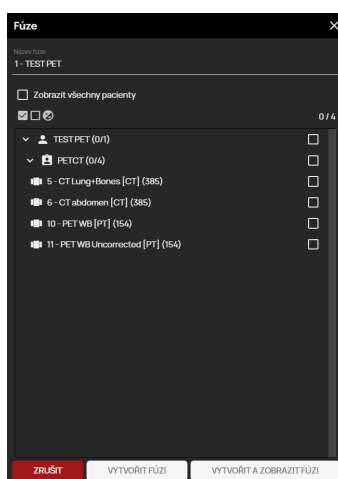 Fúze
Název fúze
1 - TEST PET
Zobrazit všechny pacienty
0/4
TEST PET (0/1)
PETCT (0/4)
5 - CT Lung+Bones [CT] (385)
6 - CT abdomen [CT] (385)
10 - PET WB [PT] (154)
11 - PET WB Uncorrected [PT] (154)
ZRUŠIT
VYTVOŘIT FÚZI
VYTVOŘIT A ZOBRAZIT FÚZI